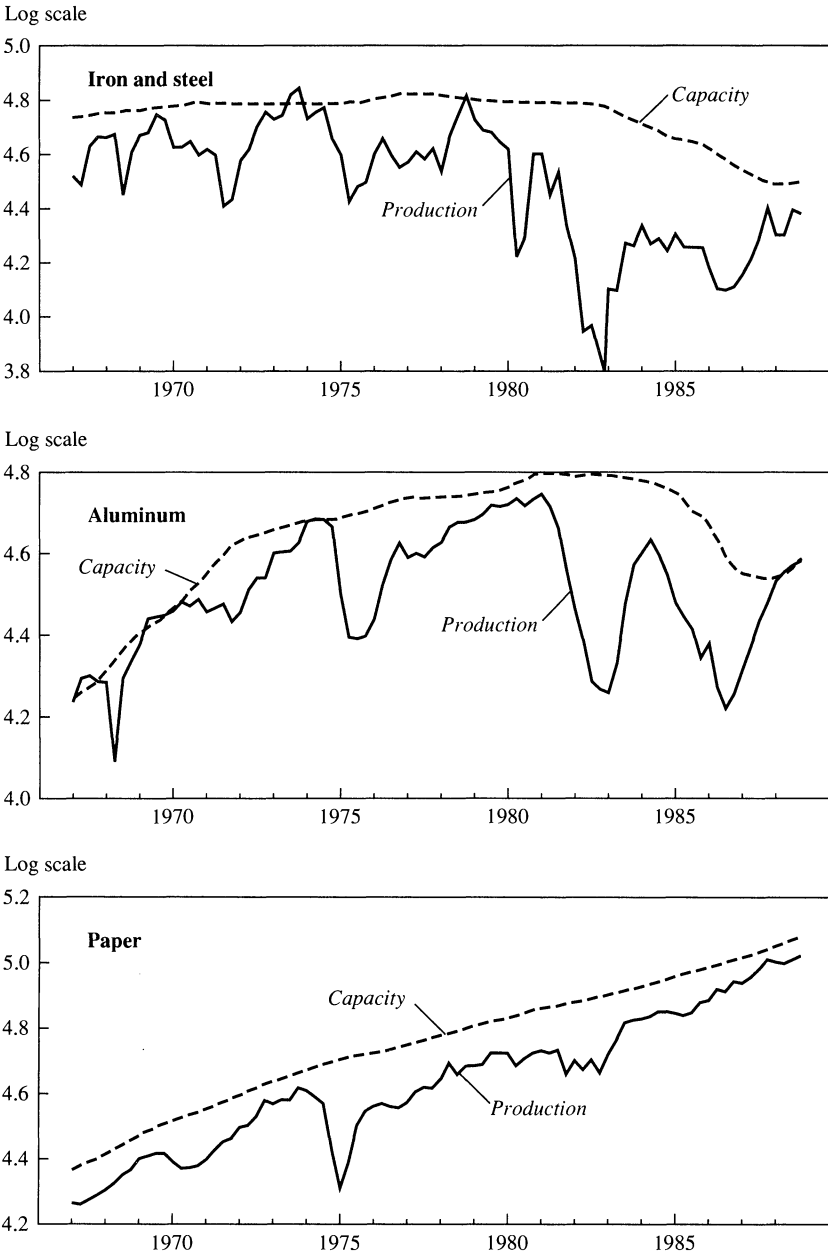 Log scale
5.0
Iron and steel
4.8
Capacity
4.6
Production
4.4
4.2
4.0
3.8
1970 1975 1980 1985
Log scale
4.8
Aluminum
4.6
Capacity
Production
4.4
4.2
4.0
1970 1975 1980 1985
Log scale
5.2
Paper
5.0
Capacity
4.8
4.6
Production
4.4
4.2
1970 1975 1980 1985